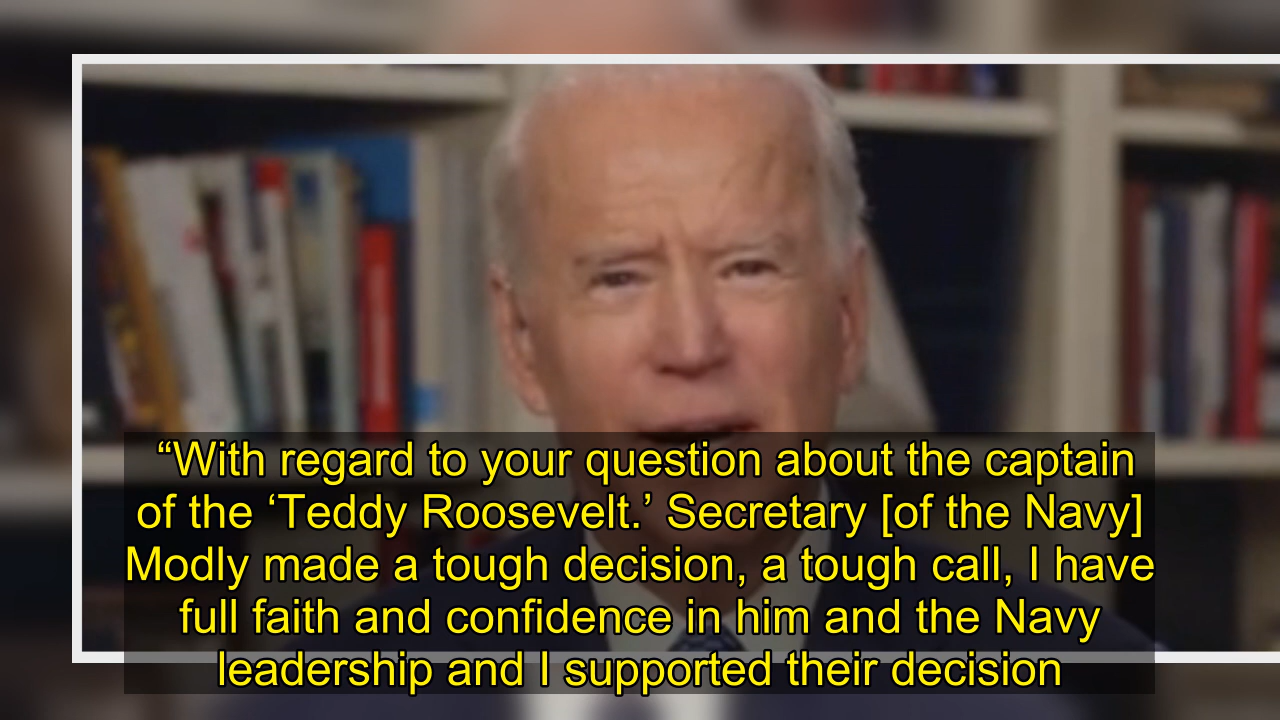 “With regard to your question about the captain
of the ‘Teddy Roosevelt.’ Secretary [of the Navy]
Modly made a tough decision, a tough call, I have
full faith and confidence in him and the Navy
leadership and I supported their decision